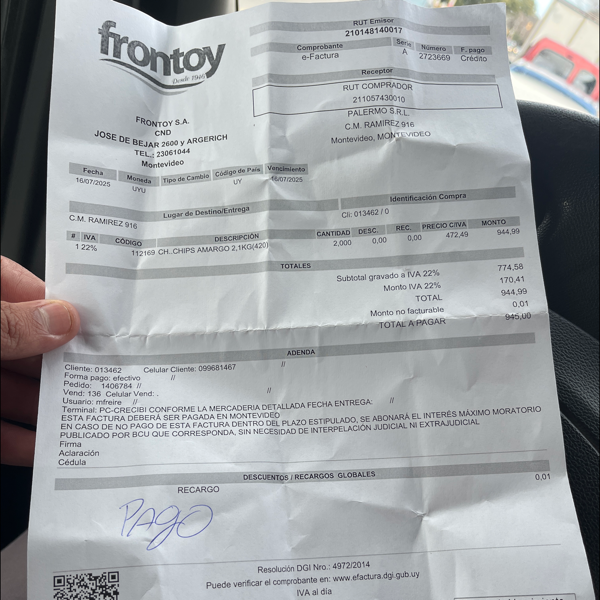 frontoy
Desde 1946
FRONTOY S.A.
CND
JOSE DE BEJAR 2600 y ARGERICH
TEL.: 23061044
Montevideo
RUT Emisor
210148140017
Comprobante Serie Número F. pago
e-Factura A 2723669 Crédito
Receptor
RUT COMPRADOR
211057430010
PALERMO S.R.L.
C.M. RAMIREZ 916
Montevideo, MONTEVIDEO
Fecha Moneda Tipo de Cambio Código de País Vencimiento
16/07/2025 UYU UY 16/07/2025
Lugar de Destino/Entrega Identificación Compra
C.M. RAMIREZ 916 Cli: 013462 / 0
# IVA CÓDIGO DESCRIPCIÓN CANTIDAD DESC. REC. PRECIO C/IVA MONTO
1 22% 112169 CH..CHIPS AMARGO 2,1KG(420) 2,000 0,00 0,00 472,49 944,99
TOTALES
Subtotal gravado a IVA 22% 774,58
Monto IVA 22% 170,41
TOTAL 944,99
Monto no facturable 0,01
TOTAL A PAGAR 945,00
ADENDA
Cliente: 013462 Celular Cliente: 099681467 //
Forma pago: efectivo //
Pedido: 1406784 //
Vend: 136 Celular Vend: . //
Usuario: mfreire //
Terminal: PC-CRECIBI CONFORME LA MERCADERIA DETALLADA FECHA ENTREGA: //
ESTA FACTURA DEBERÁ SER PAGADA EN MONTEVIDEO
EN CASO DE NO PAGO DE ESTA FACTURA DENTRO DEL PLAZO ESTIPULADO, SE ABONARÁ EL INTERÉS MÁXIMO MORATORIO
PUBLICADO POR BCU QUE CORRESPONDA, SIN NECESIDAD DE INTERPELACIÓN JUDICIAL NI EXTRAJUDICIAL
Firma
Aclaración
Cédula
DESCUENTOS / RECARGOS GLOBALES
RECARGO 0,01
PAGO
Resolución DGI Nro.: 4972/2014
Puede verificar el comprobante en: www.efactura.dgi.gub.uy
IVA al día